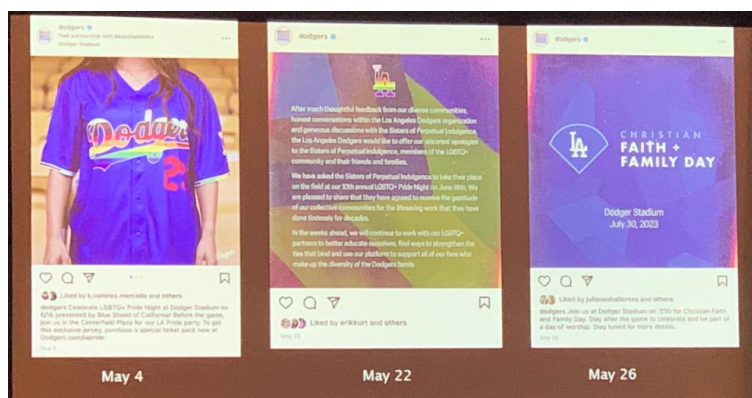 dodgers
Paid partnership with blueshieldofca
Dodger Stadium
Dodgers
Liked by k.ramirez.mercado and others
dodgers Celebrate LGBTQ+ Pride Night at Dodger Stadium on
6/16 presented by Blue Shield of California! Before the game,
join us in the Centerfield Plaza for our LA Pride party. To get
this exclusive jersey, purchase a special ticket pack now at
Dodgers.com/lapride.
May 4
May 4
dodgers
LA
After much thoughtful feedback from our diverse communities,
honest conversations within the Los Angeles Dodgers organization
and generous discussions with the Sisters of Perpetual Indulgence,
the Los Angeles Dodgers would like to offer our sincerest apologies
to the Sisters of Perpetual Indulgence, members of the LGBTQ+
community and their friends and families.
We have asked the Sisters of Perpetual Indulgence to take their place
on the field at our 10th annual LGBTQ+ Pride Night on June 16th. We
are pleased to share that they have agreed to receive the gratitude
of our collective communities for the lifesaving work that they have
done tirelessly for decades.
In the weeks ahead, we will continue to work with our LGBTQ+
partners to better educate ourselves, find ways to strengthen the
ties that bind and use our platform to support all of our fans who
make up the diversity of the Dodgers family.
Liked by erikkurt and others
May 22
May 22
dodgers
LA
CHRISTIAN
FAITH +
FAMILY DAY
Dodger Stadium
July 30, 2023
Liked by julianashaitcross and others
dodgers Join us at Dodger Stadium on 7/30 for Christian Faith
and Family Day. Stay after the game to celebrate and be part of
a day of worship. Stay tuned for more details.
May 26
May 26